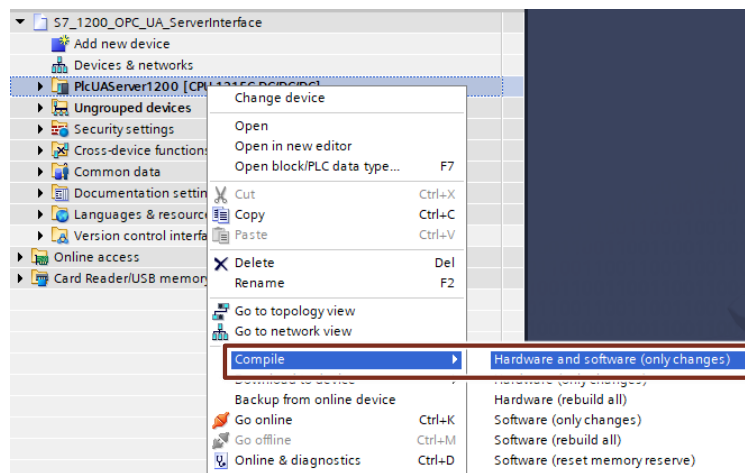 S7_1200_OPC_UA_ServerInterface
Add new device
Devices & networks
PlcUAServer1200 [CPU 1215C DC/DC/DC]
Ungrouped devices
Security settings
Cross-device functions
Common data
Documentation settin
Languages & resourc
Version control interfa
Online access
Card Reader/USB memory
Change device
Open
Open in new editor
Open block/PLC data type... F7
Cut Ctrl+X
Copy Ctrl+C
Paste Ctrl+V
Delete Del
Rename F2
Go to topology view
Go to network view
Compile
Download to device
Backup from online device
Go online Ctrl+K
Go offline Ctrl+M
Online & diagnostics Ctrl+D
Hardware and software (only changes)
Hardware (only changes)
Hardware (rebuild all)
Software (only changes)
Software (rebuild all)
Software (reset memory reserve)